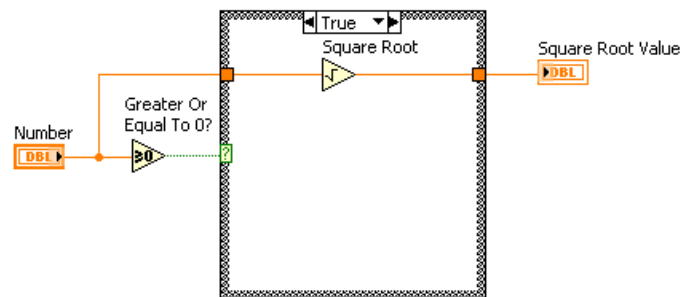 True
Square Root
Square Root Value
DBL
Greater Or
Equal To 0?
Number
DBL
≥0
√
?